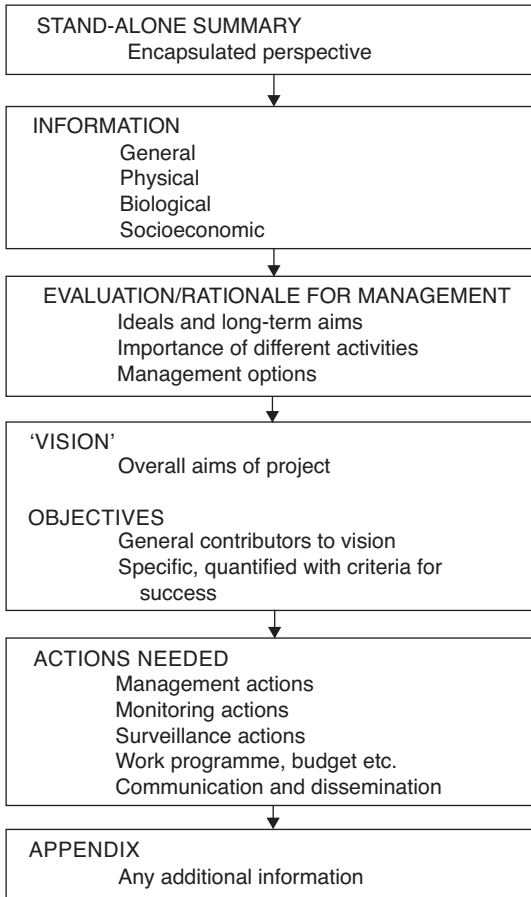 STAND-ALONE SUMMARY
Encapsulated perspective
INFORMATION
General
Physical
Biological
Socioeconomic
EVALUATION/RATIONALE FOR MANAGEMENT
Ideals and long-term aims
Importance of different activities
Management options
‘VISION’
Overall aims of project
OBJECTIVES
General contributors to vision
Specific, quantified with criteria for
success
ACTIONS NEEDED
Management actions
Monitoring actions
Surveillance actions
Work programme, budget etc.
Communication and dissemination
APPENDIX
Any additional information